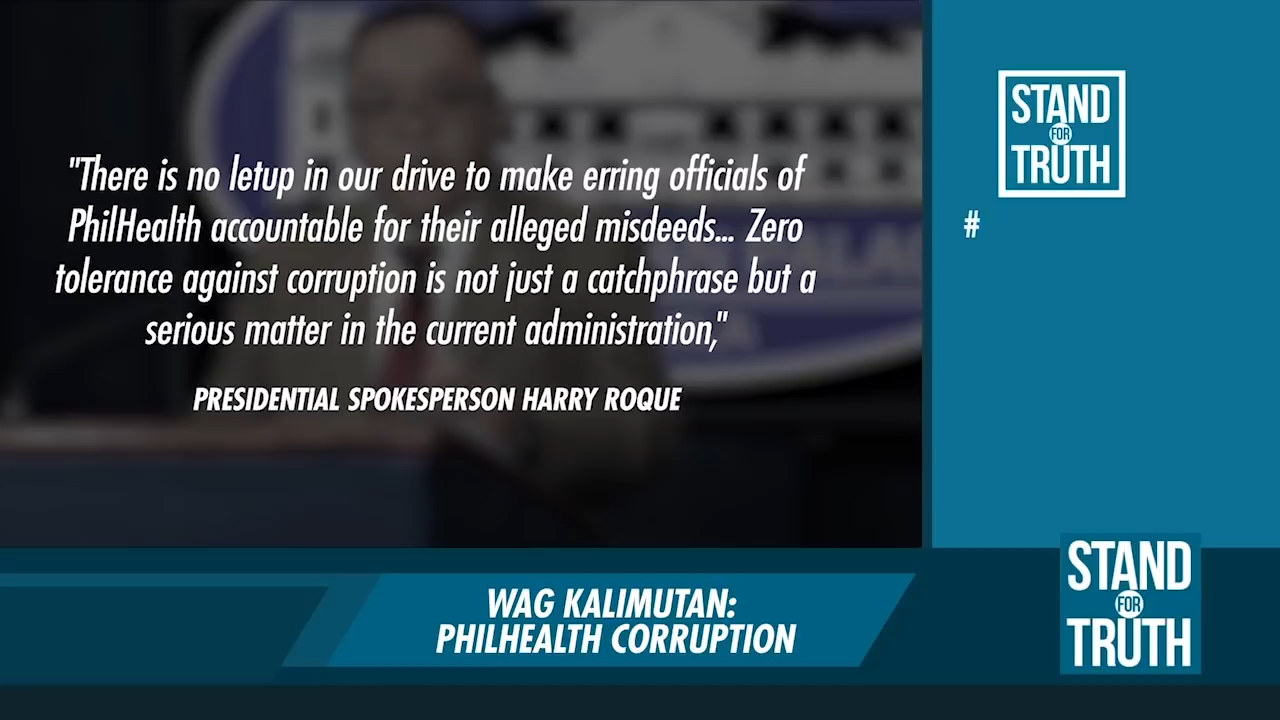 "There is no letup in our drive to make erring officials of
PhilHealth accountable for their alleged misdeeds... Zero
tolerance against corruption is not just a catchphrase but a
serious matter in the current administration,"
PRESIDENTIAL SPOKESPERSON HARRY ROQUE
STAND
FOR
TRUTH
#
WAG KALIMUTAN:
PHILHEALTH CORRUPTION
STAND
FOR
TRUTH